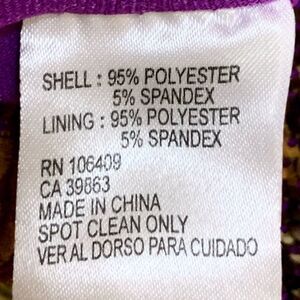 SHELL : 95% POLYESTER
5% SPANDEX
LINING : 95% POLYESTER
5% SPANDEX
RN 106409
CA 39863
MADE IN CHINA
SPOT CLEAN ONLY
VER AL DORSO PARA CUIDADO